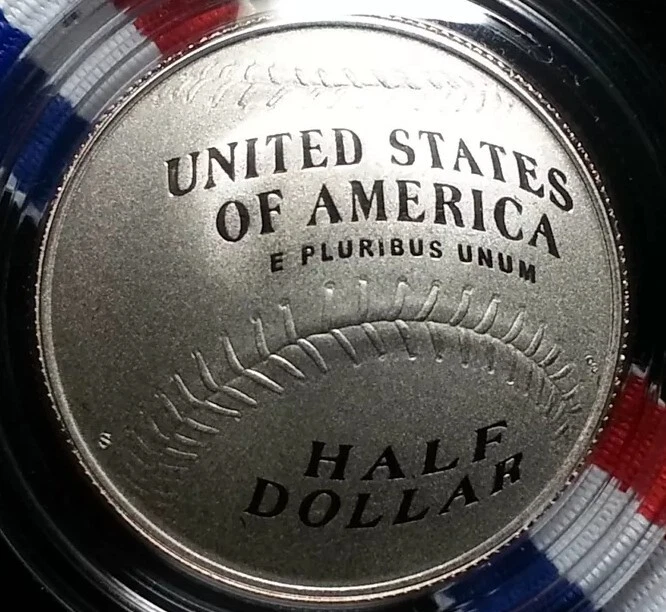 UNITED STATES
OF AMERICA
E PLURIBUS UNUM
HALF
DOLLAR
S